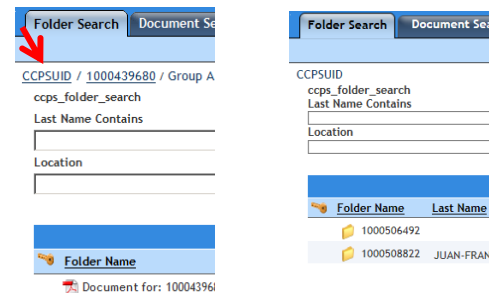 Folder Search Document Se
CCPSUID / 1000439680 / Group A
ccps_folder_search
Last Name Contains
Location
Folder Name
Document for: 10004396
Folder Search Document Sea
CCPSUID
ccps_folder_search
Last Name Contains
Location
Folder Name Last Name
1000506492
1000508822 JUAN-FRAN